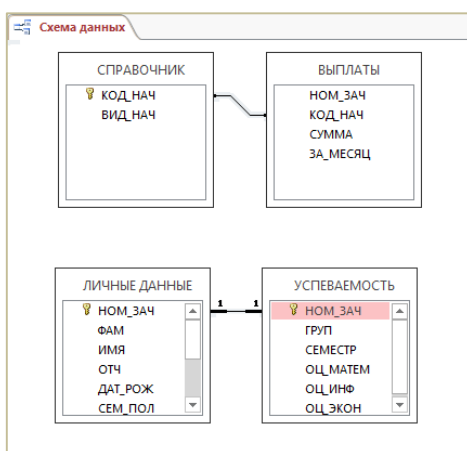 Схема данных
СПРАВОЧНИК
КОД_НАЧ
ВИД_НАЧ
ВЫПЛАТЫ
НОМ_ЗАЧ
КОД_НАЧ
СУММА
ЗА_МЕСЯЦ
ЛИЧНЫЕ ДАННЫЕ
НОМ_ЗАЧ
ФАМ
ИМЯ
ОТЧ
ДАТ_РОЖ
СЕМ_ПОЛ
1
1
УСПЕВАЕМОСТЬ
НОМ_ЗАЧ
ГРУП
СЕМЕСТР
ОЦ_МАТЕМ
ОЦ_ИНФ
ОЦ_ЭКОН